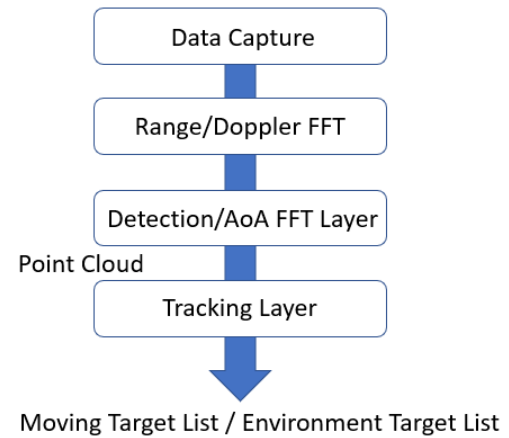 Data Capture
Range/Doppler FFT
Detection/AoA FFT Layer
Point Cloud
Tracking Layer
Moving Target List / Environment Target List